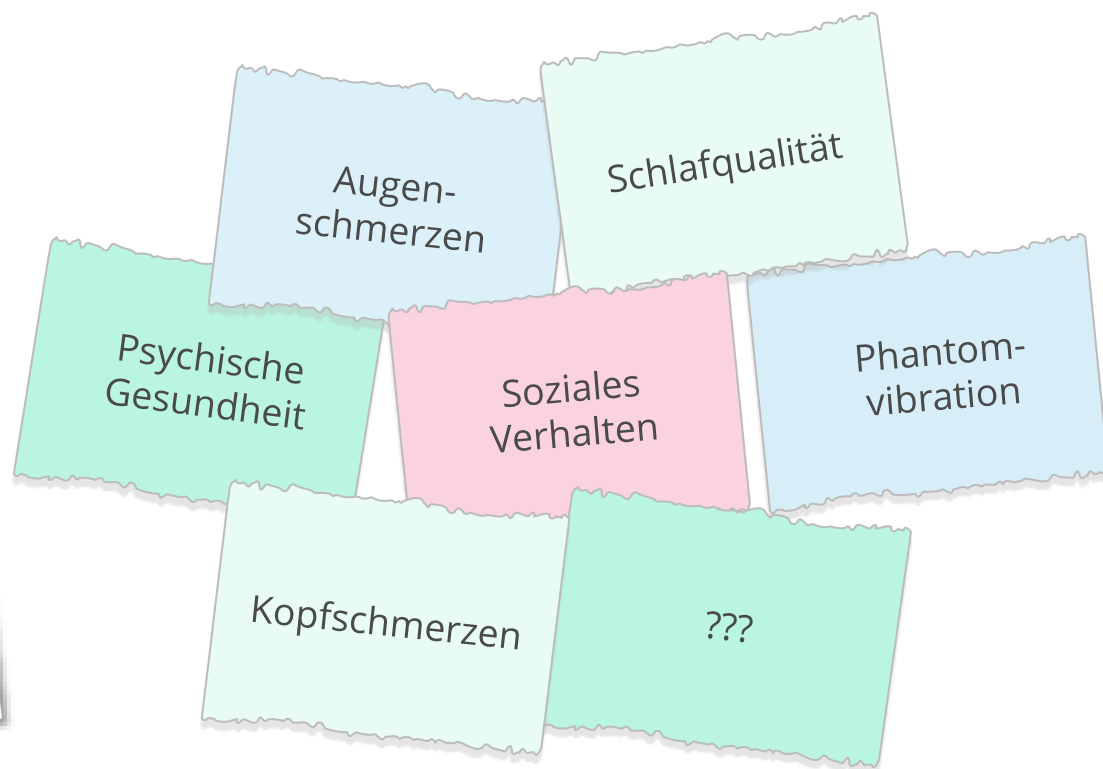 Schlafqualität
Augen-
schmerzen
Psychische
Gesundheit
Soziales
Verhalten
Phantom-
vibration
Kopfschmerzen
???